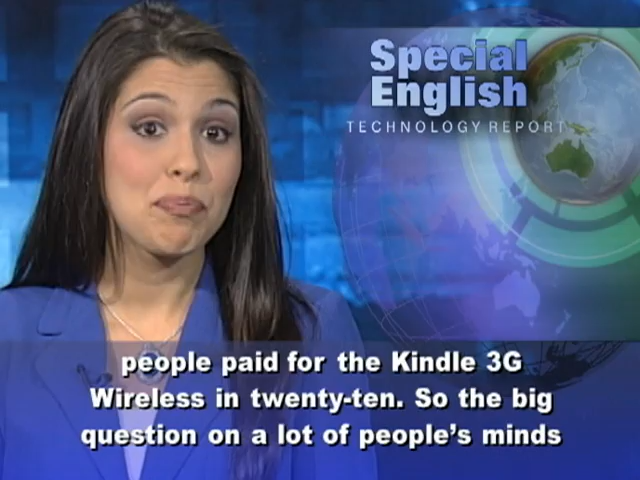 Special
English
TECHNOLOGY REPORT
people paid for the Kindle 3G
Wireless in twenty-ten. So the big
question on a lot of people's minds